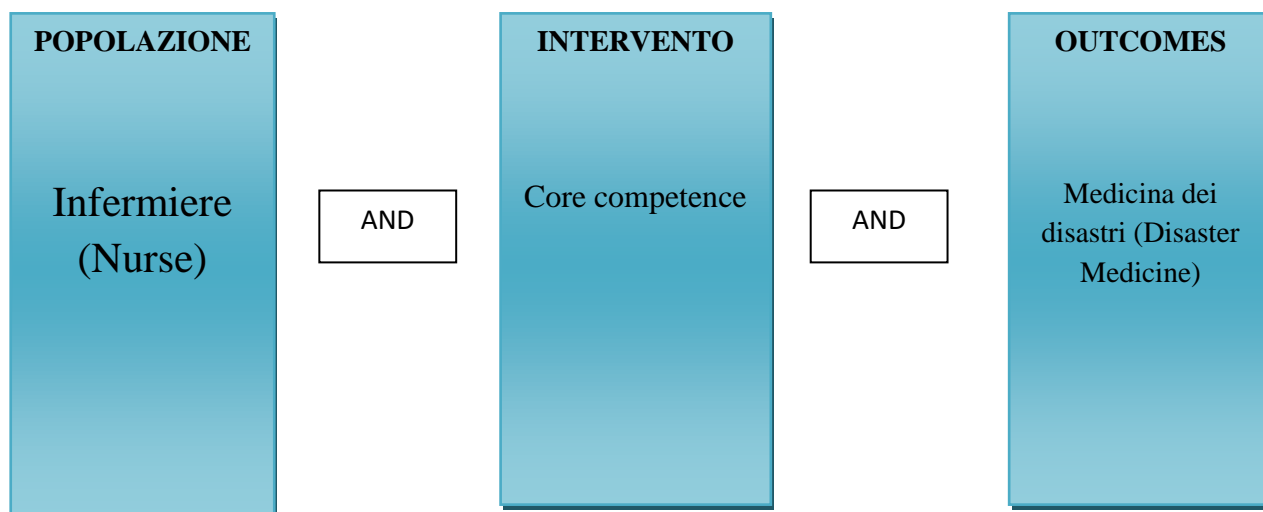 POPOLAZIONE
Infermiere
(Nurse)
AND
INTERVENTO
Core competence
AND
OUTCOMES
Medicina dei
disastri (Disaster
Medicine)